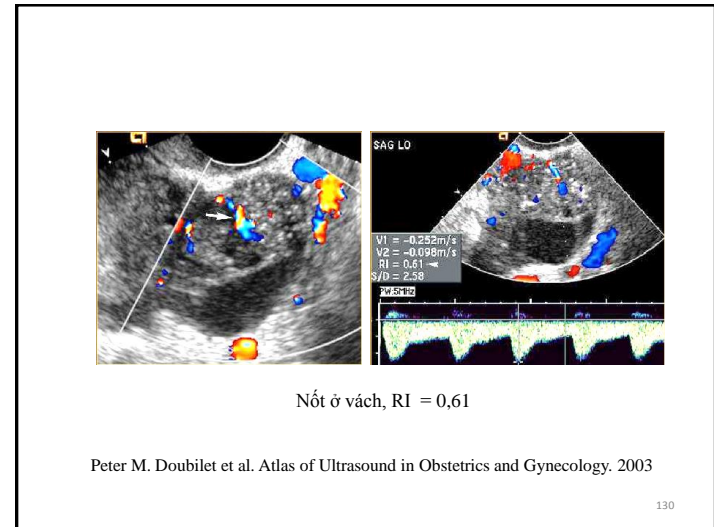 SAG LO
V1 = -0.252m/s
V2 = -0.098m/s
RI = 0.61
S/D = 2.58
PW:5MHz
Nốt ở vách, RI = 0,61
Peter M. Doubilet et al. Atlas of Ultrasound in Obstetrics and Gynecology. 2003
130